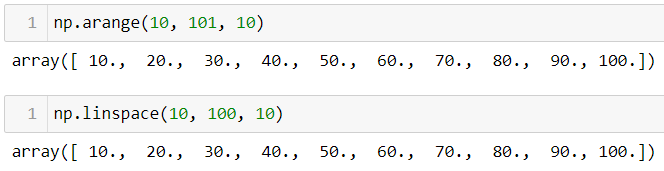 1 np.arange(10, 101, 10)
array([ 10., 20., 30., 40., 50., 60., 70., 80., 90., 100.])
1 np.linspace(10, 100, 10)
array([ 10., 20., 30., 40., 50., 60., 70., 80., 90., 100.])